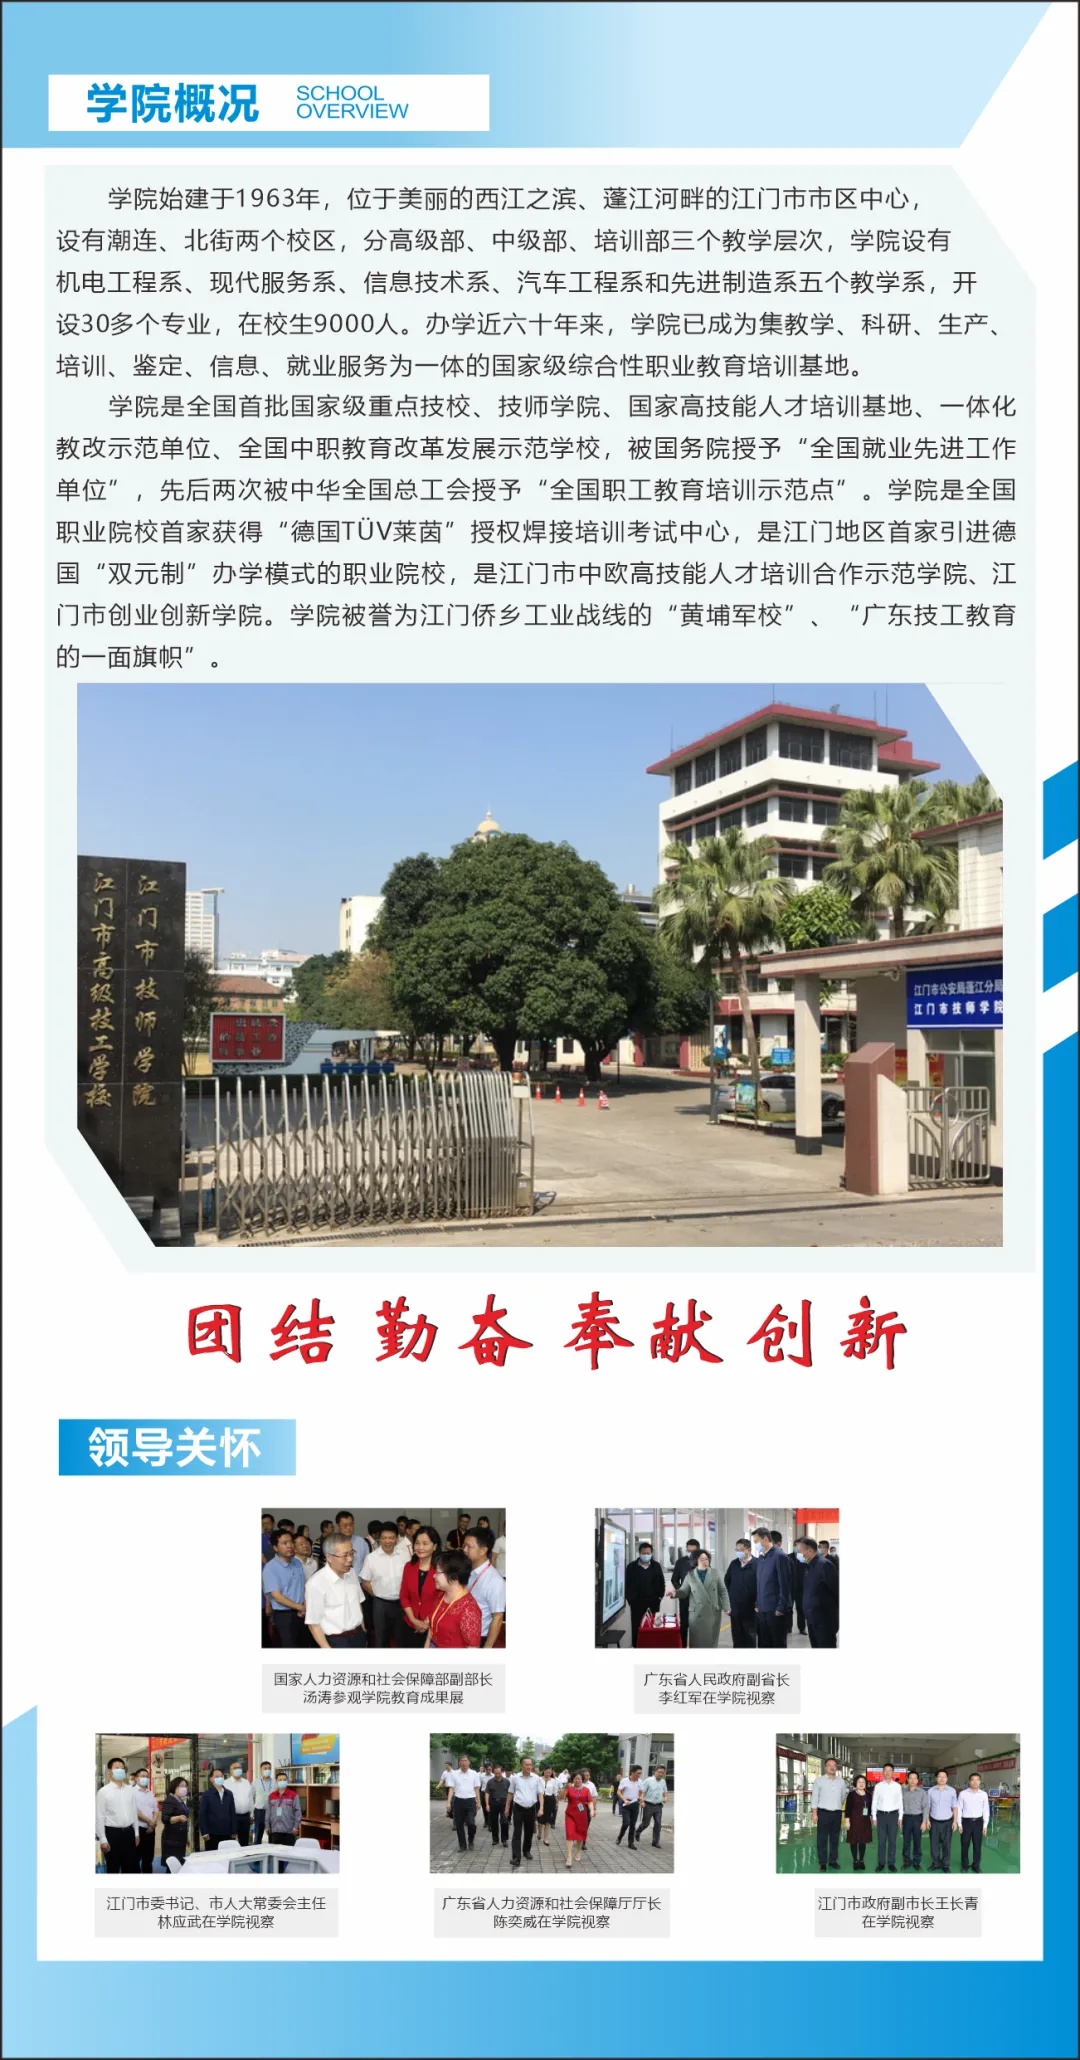 学院概况
SCHOOL
OVERVIEW
学院始建于1963年，位于美丽的西江之滨、蓬江河畔的江门市市区中心，
设有潮连、北街两个校区，分高级部、中级部、培训部三个教学层次，学院设有
机电工程系、现代服务系、信息技术系、汽车工程系和先进制造系五个教学系，开
设30多个专业，在校生9000人。办学近六十年来，学院已成为集教学、科研、生产、
培训、鉴定、信息、就业服务为一体的国家级综合性职业教育培训基地。
学院是全国首批国家级重点技校、技师学院、国家高技能人才培训基地、一体化
教改示范单位、全国中职教育改革发展示范学校，被国务院授予“全国就业先进工作
单位”，先后两次被中华全国总工会授予“全国职工教育培训示范点”。学院是全国
职业院校首家获得“德国TÜV莱茵”授权焊接培训考试中心，是江门地区首家引进德
国“双元制”办学模式的职业院校，是江门市中欧高技能人才培训合作示范学院、江
门市创业创新学院。学院被誉为江门侨乡工业战线的“黄埔军校”、“广东技工教育
的一面旗帜”。
江门市技师学院
江门市高级技工学校
江门市公安局蓬江分局
江门市技师学院
团结 勤奋 奉献 创新
领导关怀
国家人力资源和社会保障部副部长
汤涛参观学院教育成果展
广东省人民政府副省长
李红军在学院视察
江门市委书记、市人大常委会主任
林应武在学院视察
广东省人力资源和社会保障厅厅长
陈奕威在学院视察
江门市政府副市长王长青
在学院视察